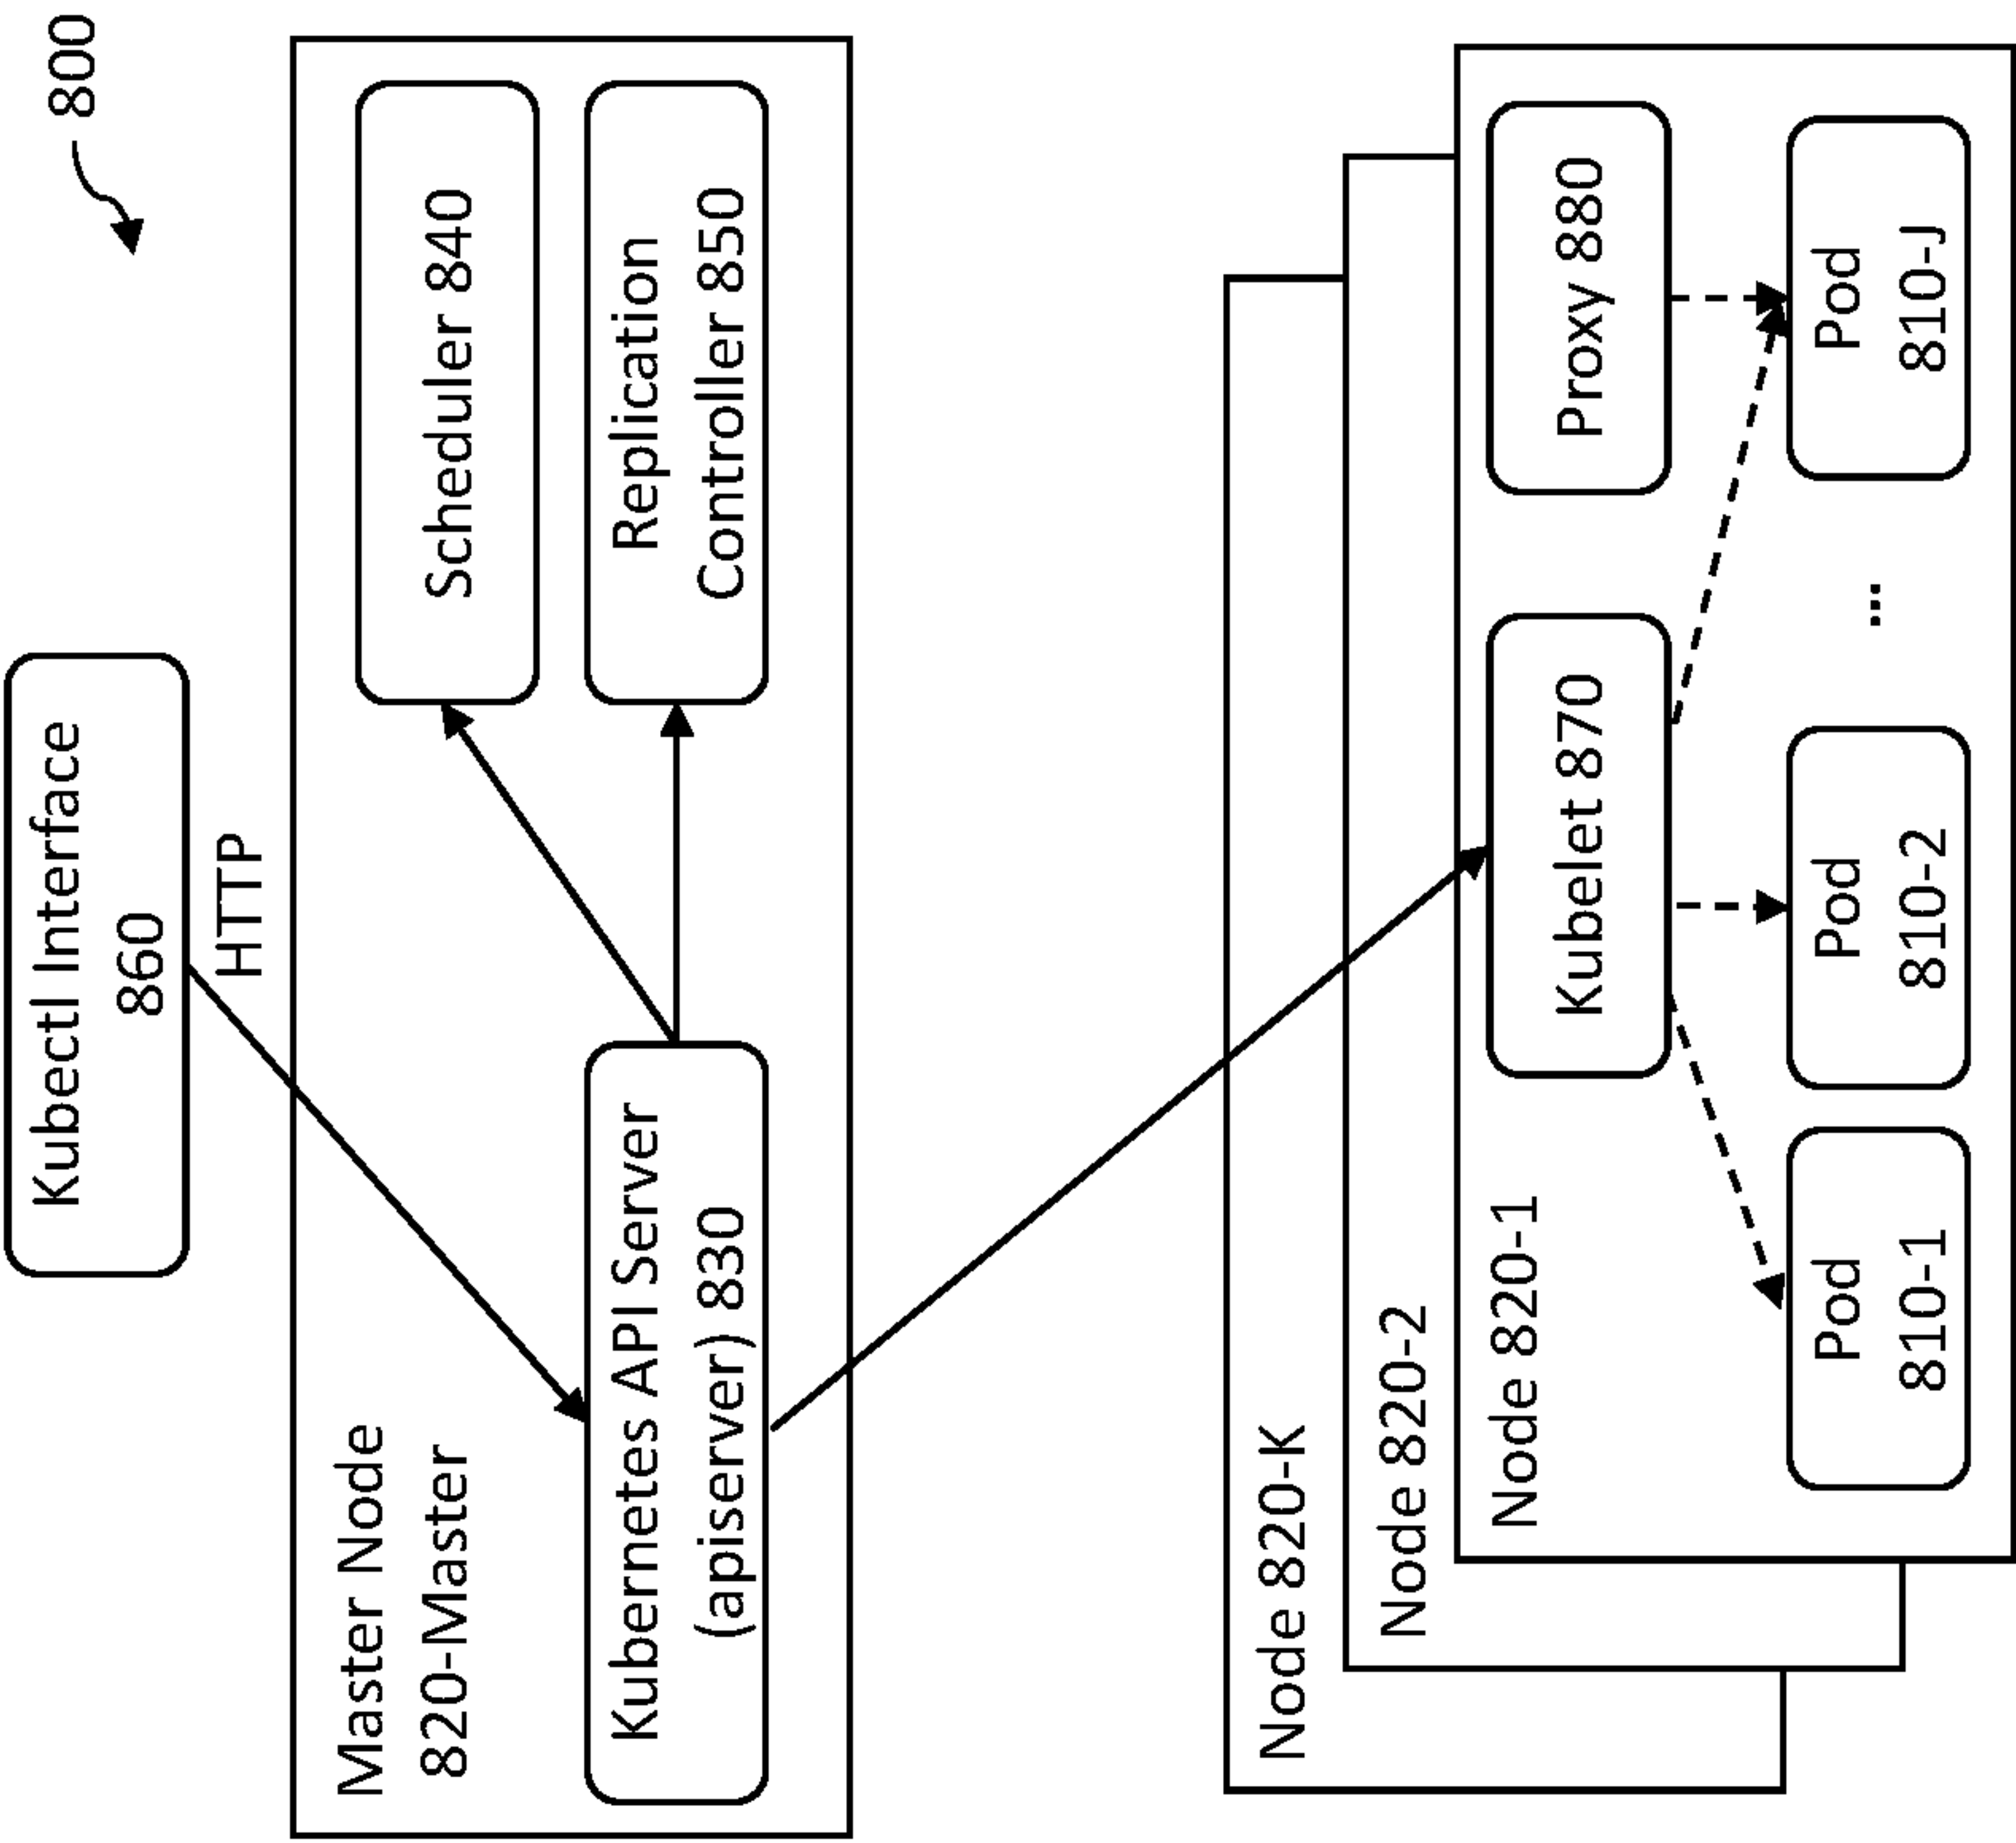 800
Kubectl Interface
860
HTTP
Master Node
820-Master
Kubernetes API Server
(apiserver) 830
Scheduler 840
Replication
Controller 850
Node 820-K
Node 820-2
Node 820-1
Kubelet 870
Proxy 880
Pod
810-1
Pod
810-2
...
Pod
810-J